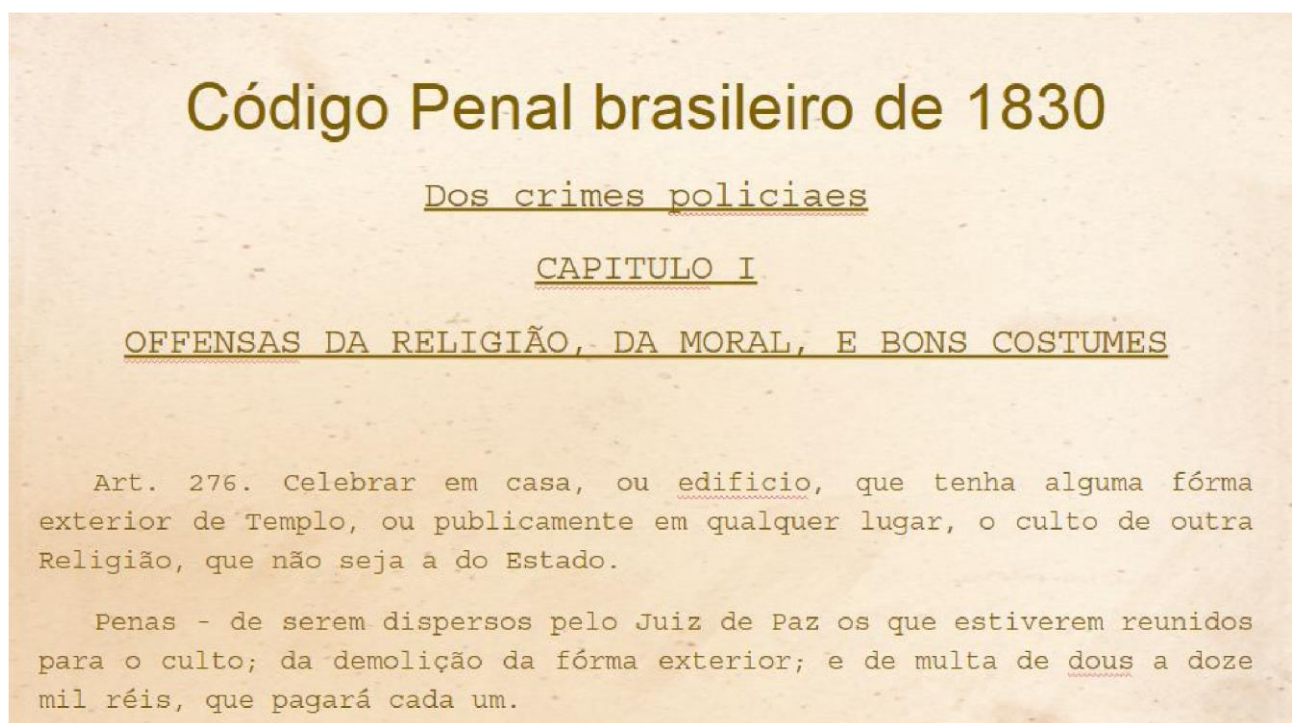 Código Penal brasileiro de 1830
Dos crimes policiaes
CAPITULO I
OFFENSAS DA RELIGIÃO, DA MORAL, E BONS COSTUMES
Art. 276. Celebrar em casa, ou edificio, que tenha alguma fórma
exterior de Templo, ou publicamente em qualquer lugar, o culto de outra
Religião, que não seja a do Estado.
Penas - de serem dispersos pelo Juiz de Paz os que estiverem reunidos
para o culto; da demolição da fórma exterior; e de multa de dous a doze
mil réis, que pagará cada um.